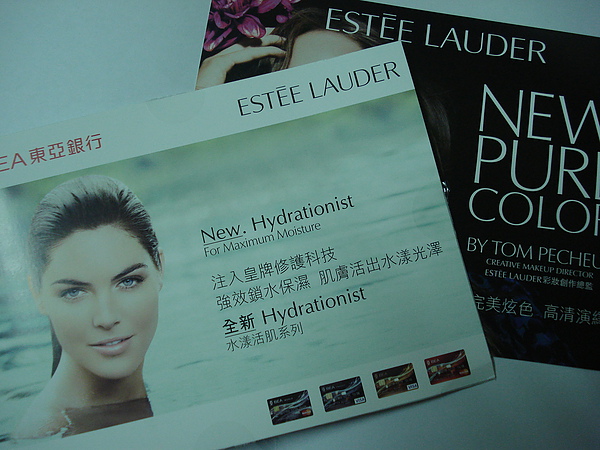 ESTĒE LAUDER
NEW
PURE
COLOR
BY TOM PECHEU
CREATIVE MAKEUP DIRECTOR
ESTĒE LAUDER 彩妝創作總監
完美炫色 高清演繹
ESTĒE LAUDER
EA 東亞銀行
New. Hydrationist
For Maximum Moisture
注入皇牌修護科技
強效鎖水保濕 肌膚活出水漾光澤
全新 Hydrationist
水漾活肌系列